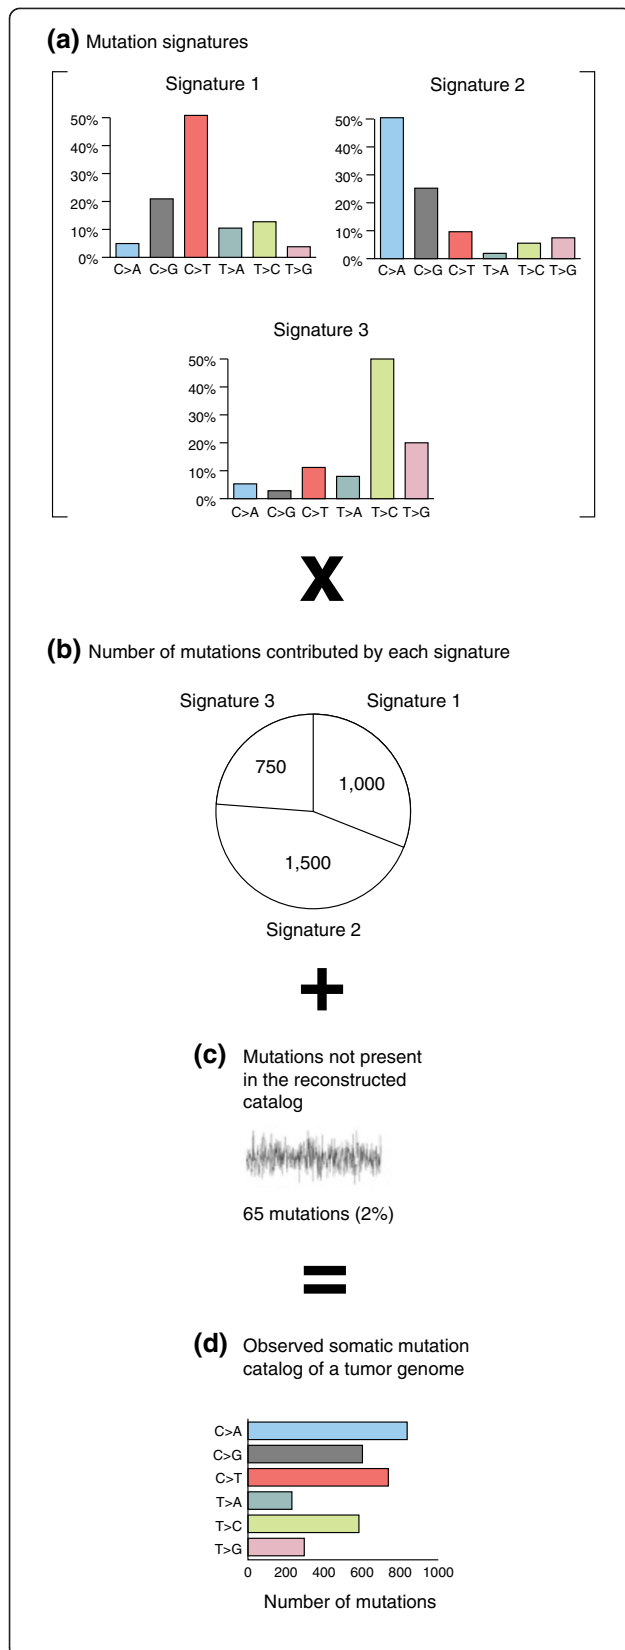 (a) Mutation signatures
Signature 1
50%
40%
30%
20%
10%
0%
C>A C>G C>T T>A T>C T>G
Signature 2
50%
40%
30%
20%
10%
0%
C>A C>G C>T T>A T>C T>G
Signature 3
50%
40%
30%
20%
10%
0%
C>A C>G C>T T>A T>C T>G
X
(b) Number of mutations contributed by each signature
Signature 3
Signature 1
750
1,000
1,500
Signature 2
+
(c) Mutations not present
in the reconstructed
catalog
65 mutations (2%)
=
(d) Observed somatic mutation
catalog of a tumor genome
C>A
C>G
C>T
T>A
T>C
T>G
0 200 400 600 800 1000
Number of mutations